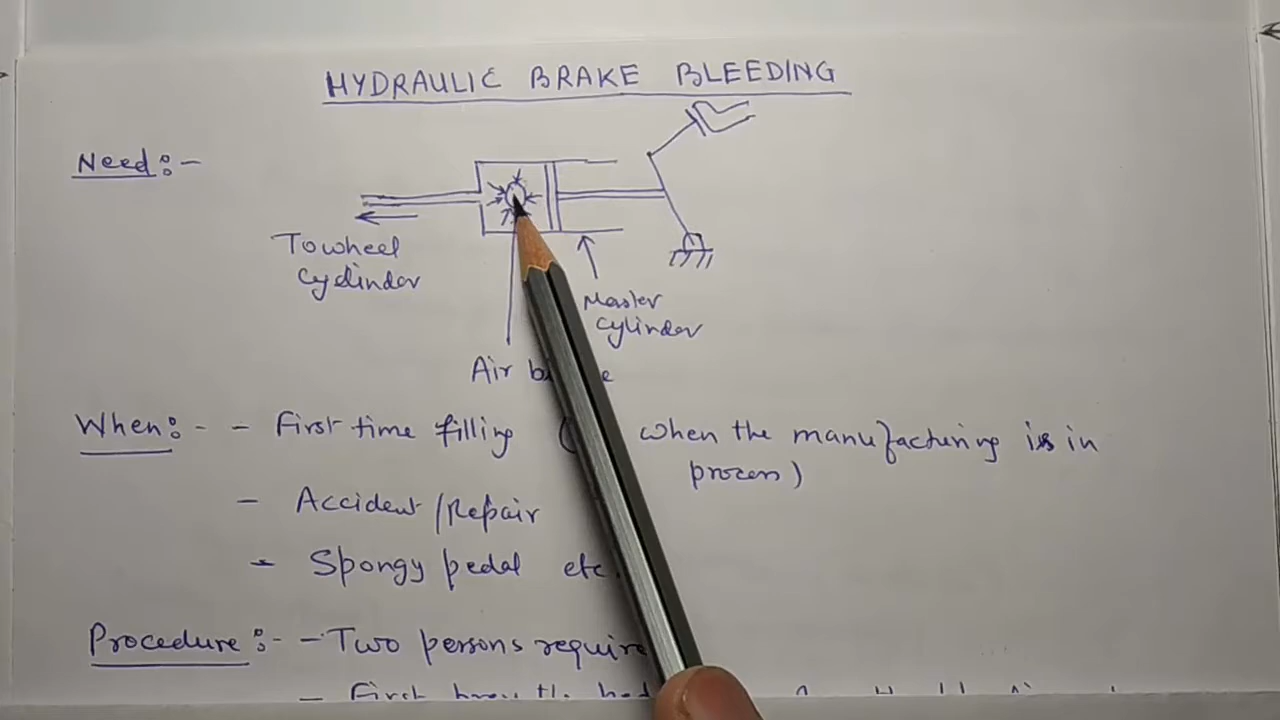 HYDRAULIC BRAKE BLEEDING
Need:-
To wheel
Cylinder
Master
Cylinder
Air
When:- - First time filling ( when the manufacturing is in
process)
- Accident/Repair
- Spongy pedal etc.
Procedure:- - Two persons require
- First